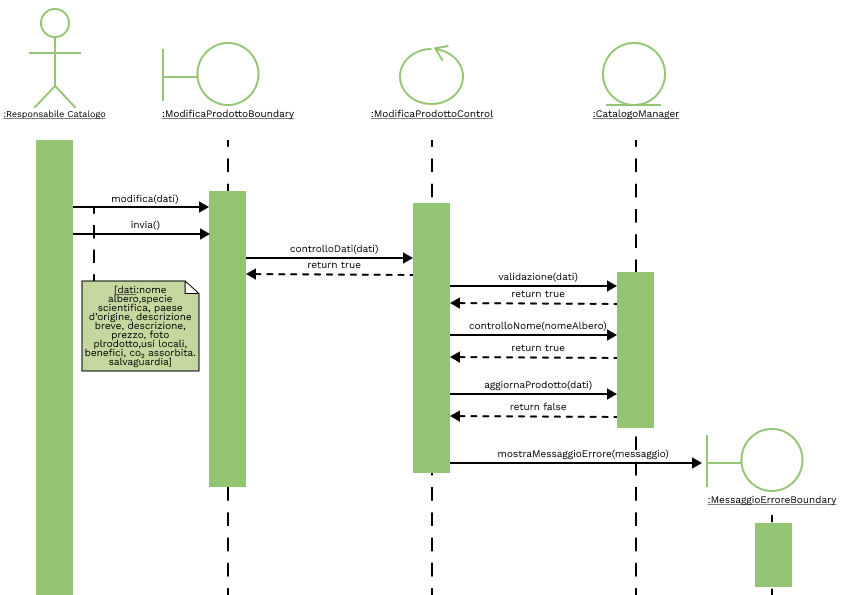 :Responsabile Catalogo
:ModificaProdottoBoundary
:ModificaProdottoControl
:CatalogoManager
modifica(dati)
invia()
controlloDati(dati)
return true
validazione(dati)
return true
[dati:nome
albero,specie
scientifica, paese
d'origine, descrizione
breve, descrizione,
prezzo, foto
plrodotto,usi locali,
benefici, co₂ assorbita.
salvaguardia]
controlloNome(nomeAlbero)
return true
aggiornaProdotto(dati)
return false
mostraMessaggioErrore(messaggio)
:MessaggioErroreBoundary